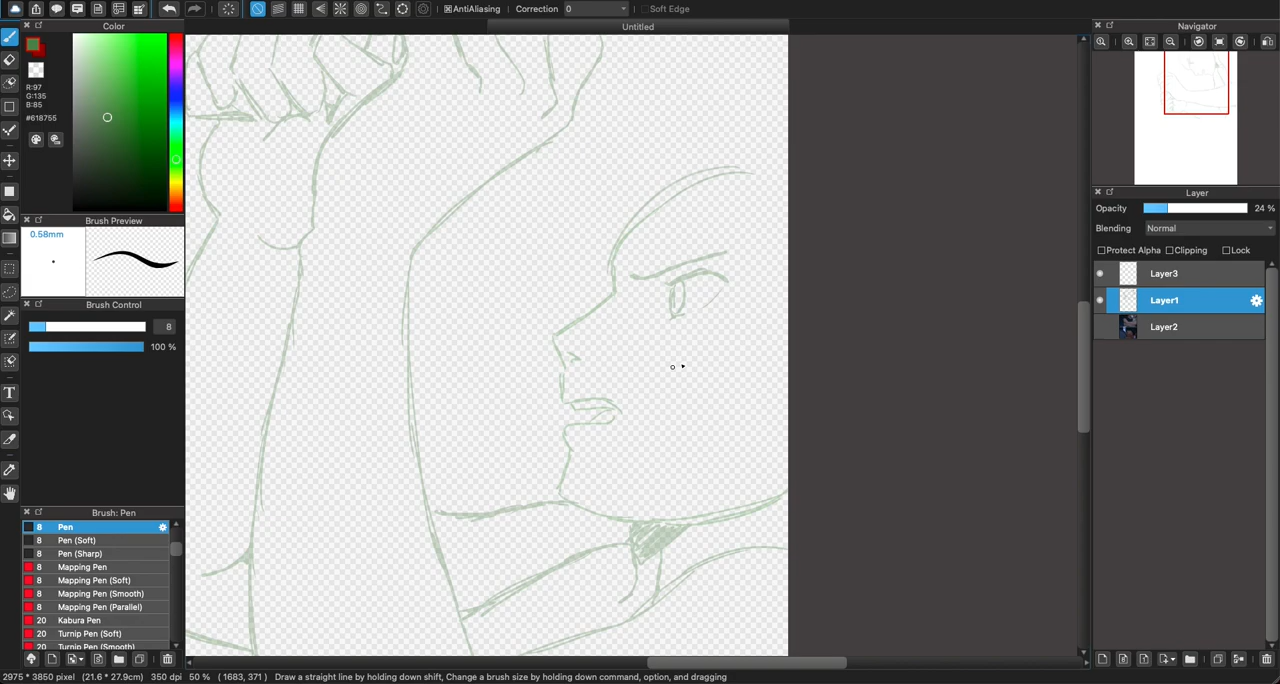 AntiAliasing Correction 0 Soft Edge
Untitled
Color
R:97
G:135
B:85
#618755
Brush Preview
0.58mm
Brush Control
8
100 %
Brush: Pen
8 Pen
8 Pen (Soft)
8 Pen (Sharp)
8 Mapping Pen
8 Mapping Pen (Soft)
8 Mapping Pen (Smooth)
8 Mapping Pen (Parallel)
20 Kabura Pen
20 Turnip Pen (Soft)
20 Turnip Pen (Smooth)
Navigator
Layer
Opacity 24 %
Blending Normal
Protect Alpha Clipping Lock
Layer3
Layer1
Layer2
2975 * 3850 pixel (21.6 * 27.9cm) 350 dpi 50 % ( 1683, 371 ) Draw a straight line by holding down shift, Change a brush size by holding down command, option, and dragging